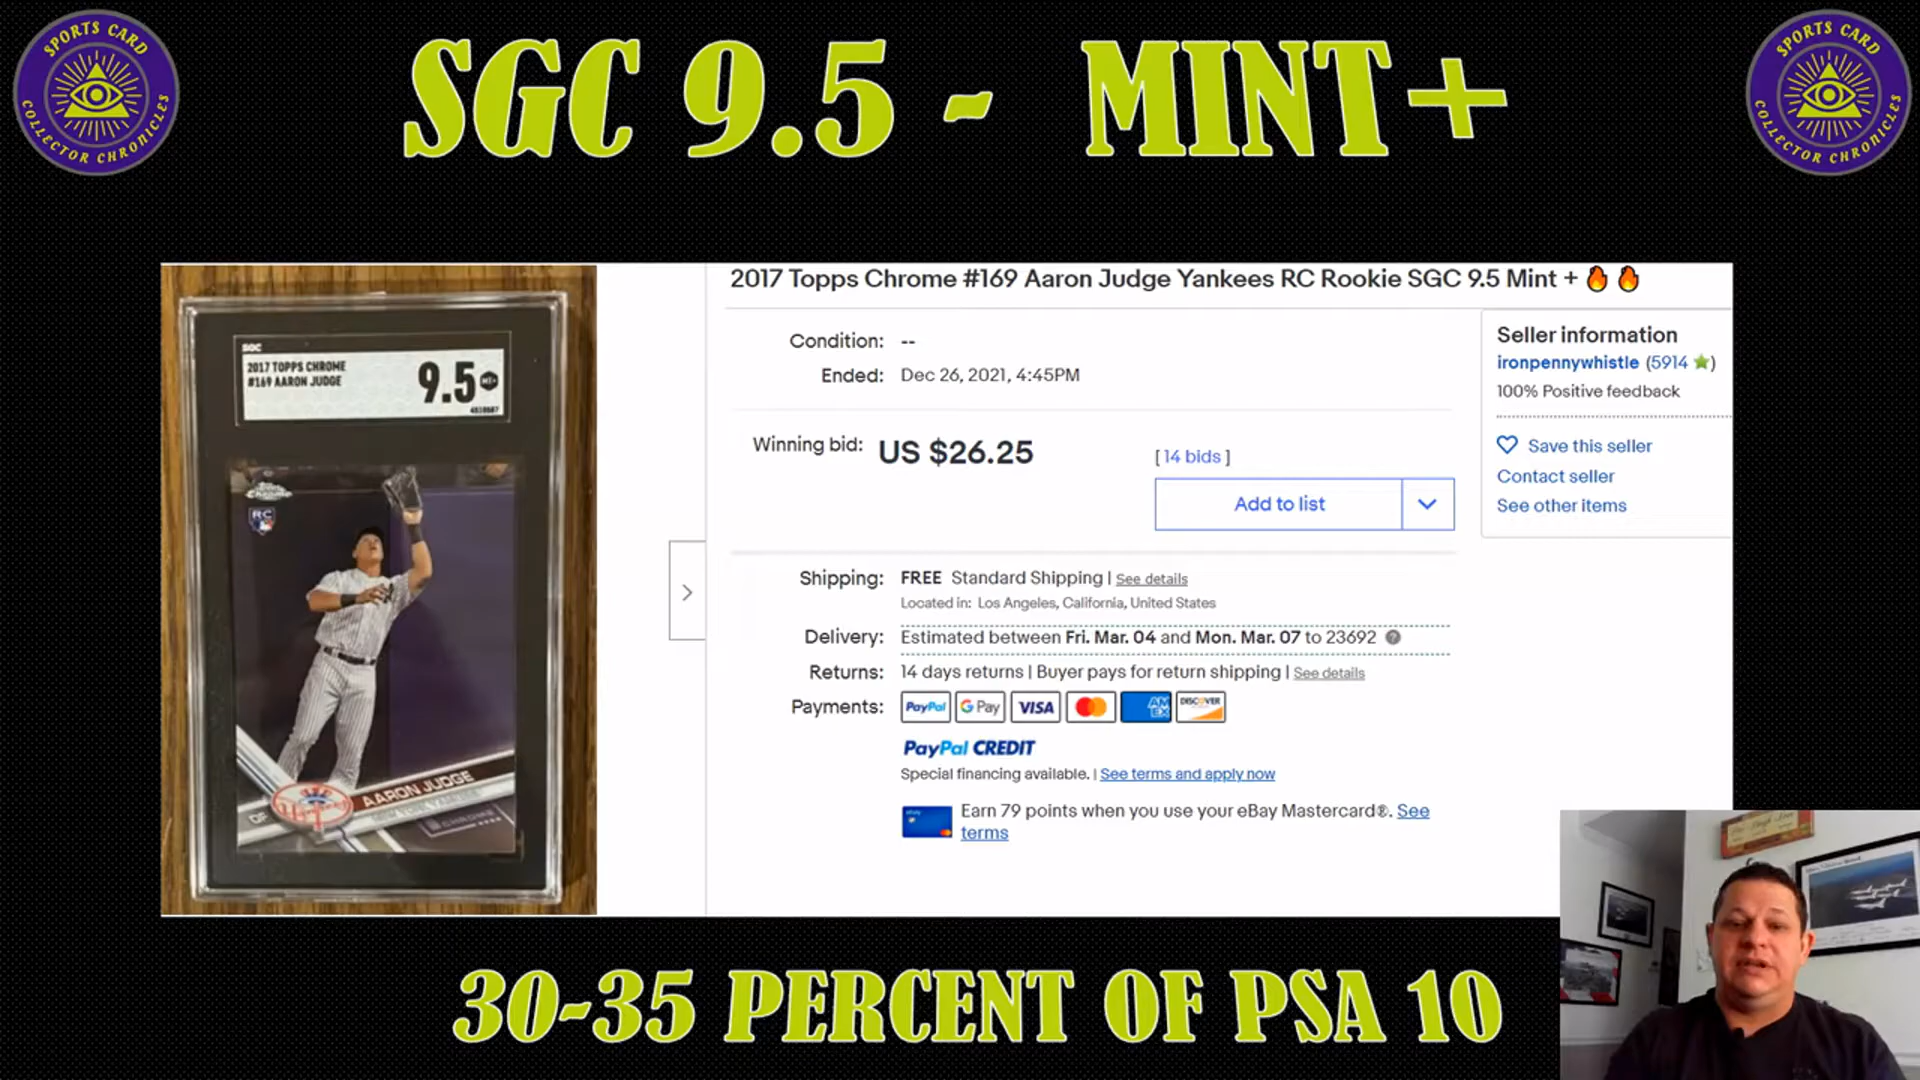 SPORTS CARD
COLLECTOR CHRONICLES
SGC 9.5 - MINT+
SPORTS CARD
COLLECTOR CHRONICLES
2017 Topps Chrome #169 Aaron Judge Yankees RC Rookie SGC 9.5 Mint + 🔥🔥
SGC
2017 TOPPS CHROME
#169 AARON JUDGE
9.5
Topps
Chrome
RC
AARON JUDGE
OF
CHROME
Condition: --
Ended: Dec 26, 2021, 4:45PM
Winning bid: US $26.25
[ 14 bids ]
Add to list
Shipping: FREE Standard Shipping | See details
Located in: Los Angeles, California, United States
Delivery: Estimated between Fri. Mar. 04 and Mon. Mar. 07 to 23692 ?
Returns: 14 days returns | Buyer pays for return shipping | See details
Payments: PayPal G Pay VISA AM EX DISCOVER
PayPal CREDIT
Special financing available. | See terms and apply now
Earn 79 points when you use your eBay Mastercard®. See
terms
Seller information
ironpennywhistle (5914 ★)
100% Positive feedback
Save this seller
Contact seller
See other items
30-35 PERCENT OF PSA 10